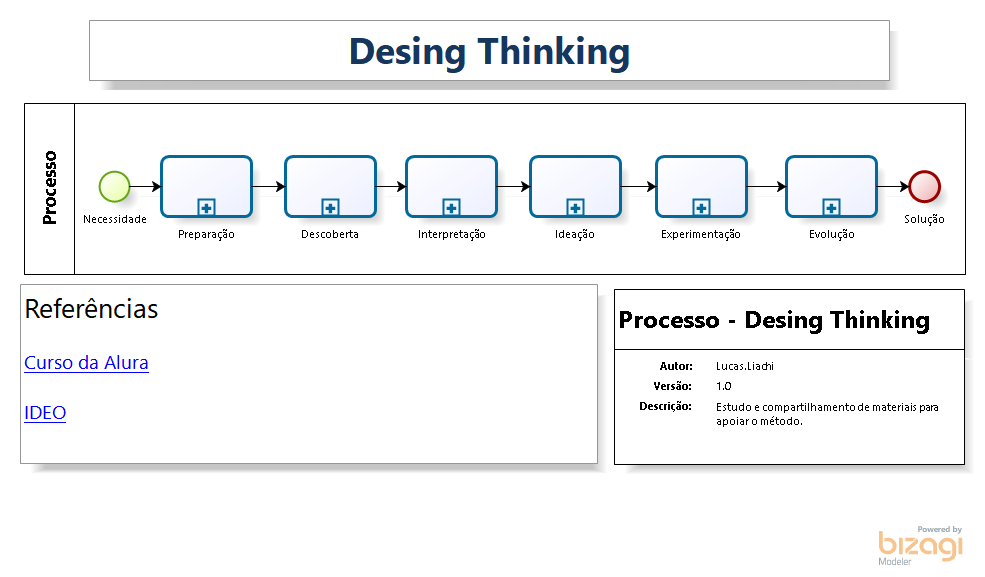 Desing Thinking
Processo
Necessidade
Preparação
Descoberta
Interpretação
Ideação
Experimentação
Evolução
Solução
Referências
Curso da Alura
IDEO
Processo - Desing Thinking
Autor: Lucas.Liachi
Versão: 1.0
Descrição: Estudo e compartilhamento de materiais para
apoiar o método.
Powered by
bizagi
Modeler